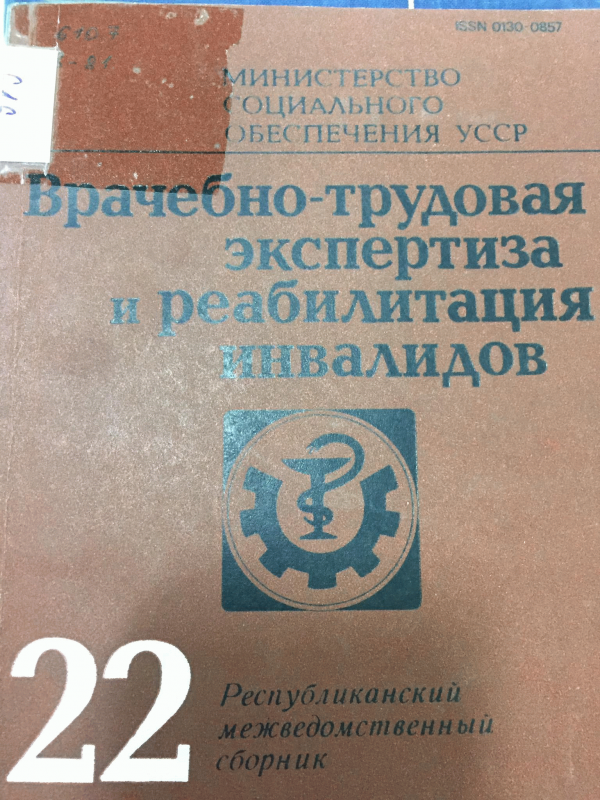 ISSN 0130-0857
МИНИСТЕРСТВО
СОЦИАЛЬНОГО
ОБЕСПЕЧЕНИЯ УССР
Врачебно-трудовая
экспертиза
и реабилитация
инвалидов
22
Республиканский
межведомственный
сборник